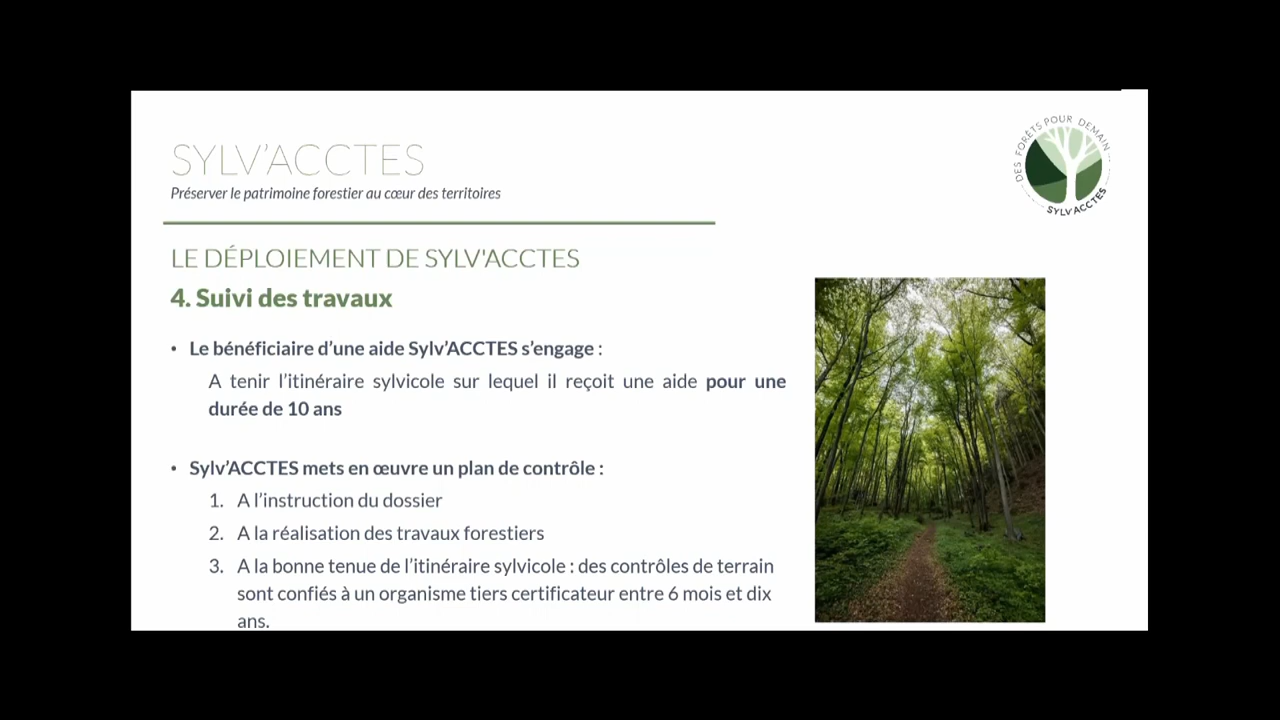 SYLV'ACCTES
Préserver le patrimoine forestier au cœur des territoires
DES FORÊTS POUR DEMAIN
SYLV'ACCTES
LE DÉPLOIEMENT DE SYLV'ACCTES
4. Suivi des travaux
• Le bénéficiaire d’une aide Sylv’ACCTES s’engage :
A tenir l’itinéraire sylvicole sur lequel il reçoit une aide pour une
durée de 10 ans
• Sylv’ACCTES mets en œuvre un plan de contrôle :
1. A l’instruction du dossier
2. A la réalisation des travaux forestiers
3. A la bonne tenue de l’itinéraire sylvicole : des contrôles de terrain
sont confiés à un organisme tiers certificateur entre 6 mois et dix
ans.